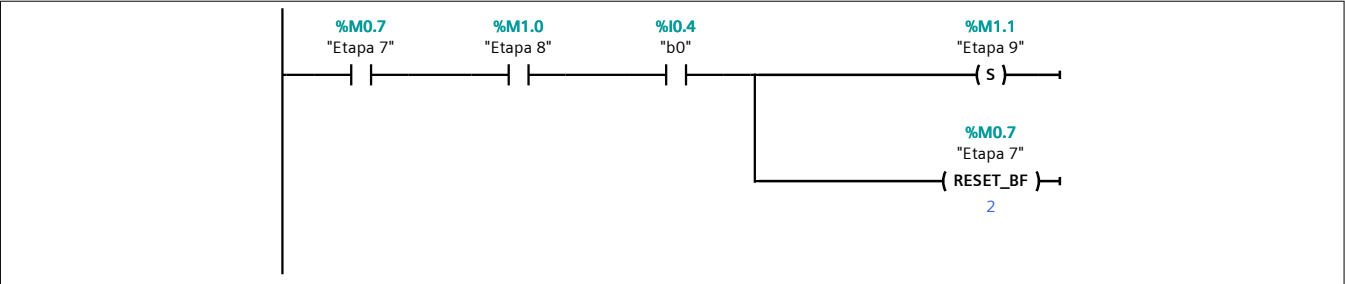 %M0.7 %M1.0 %I0.4 %M1.1
"Etapa 7" "Etapa 8" "b0" "Etapa 9"
S
%M0.7
"Etapa 7"
RESET_BF
2